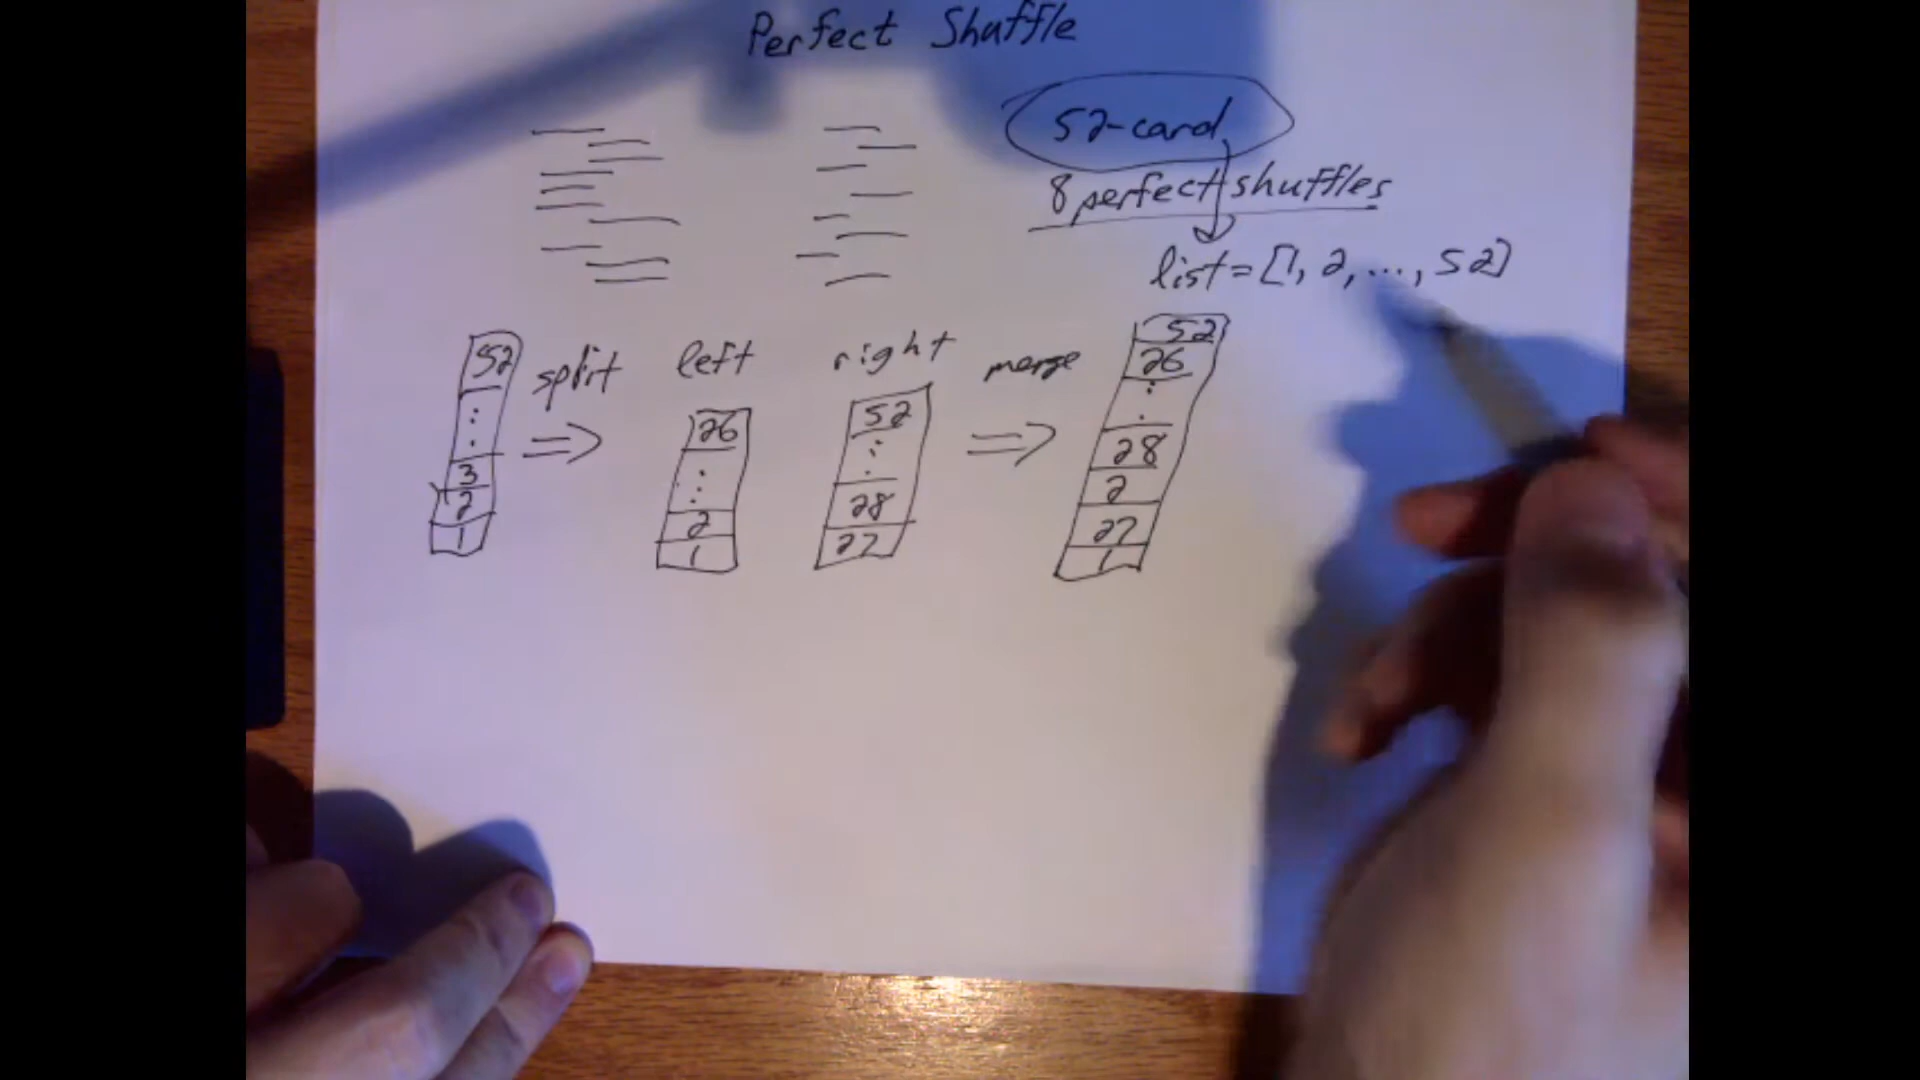 Perfect Shuffle
52-card
8 perfect shuffles
list = [1, 2, ..., 52]
split
left
right
merge
52
⋮
3
2
1
⇒
26
⋮
2
1
52
⋮
28
27
⇒
52
26
⋮
28
2
27
1